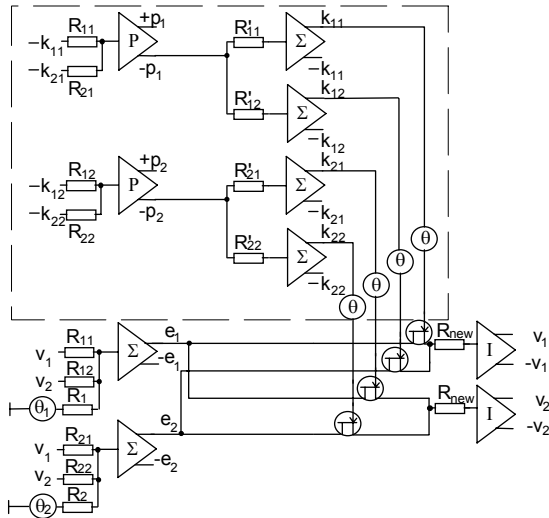 R11 +p1 R'11 k11
−k11 P Σ
−k21 −p1 −k11
R21 R'12 k12
Σ
−k12
R12 +p2 R'21 k21
−k12 P Σ
−k22 −p2 −k21
R22 R'22 k22 θ
Σ θ
−k22 θ
θ
R11 e1 Rnew v1
v1 Σ I
v2 R12 −e1 −v1
θ1 R1
R21 e2 Rnew v2
v1 Σ I
v2 R22 −e2 −v2
θ2 R2